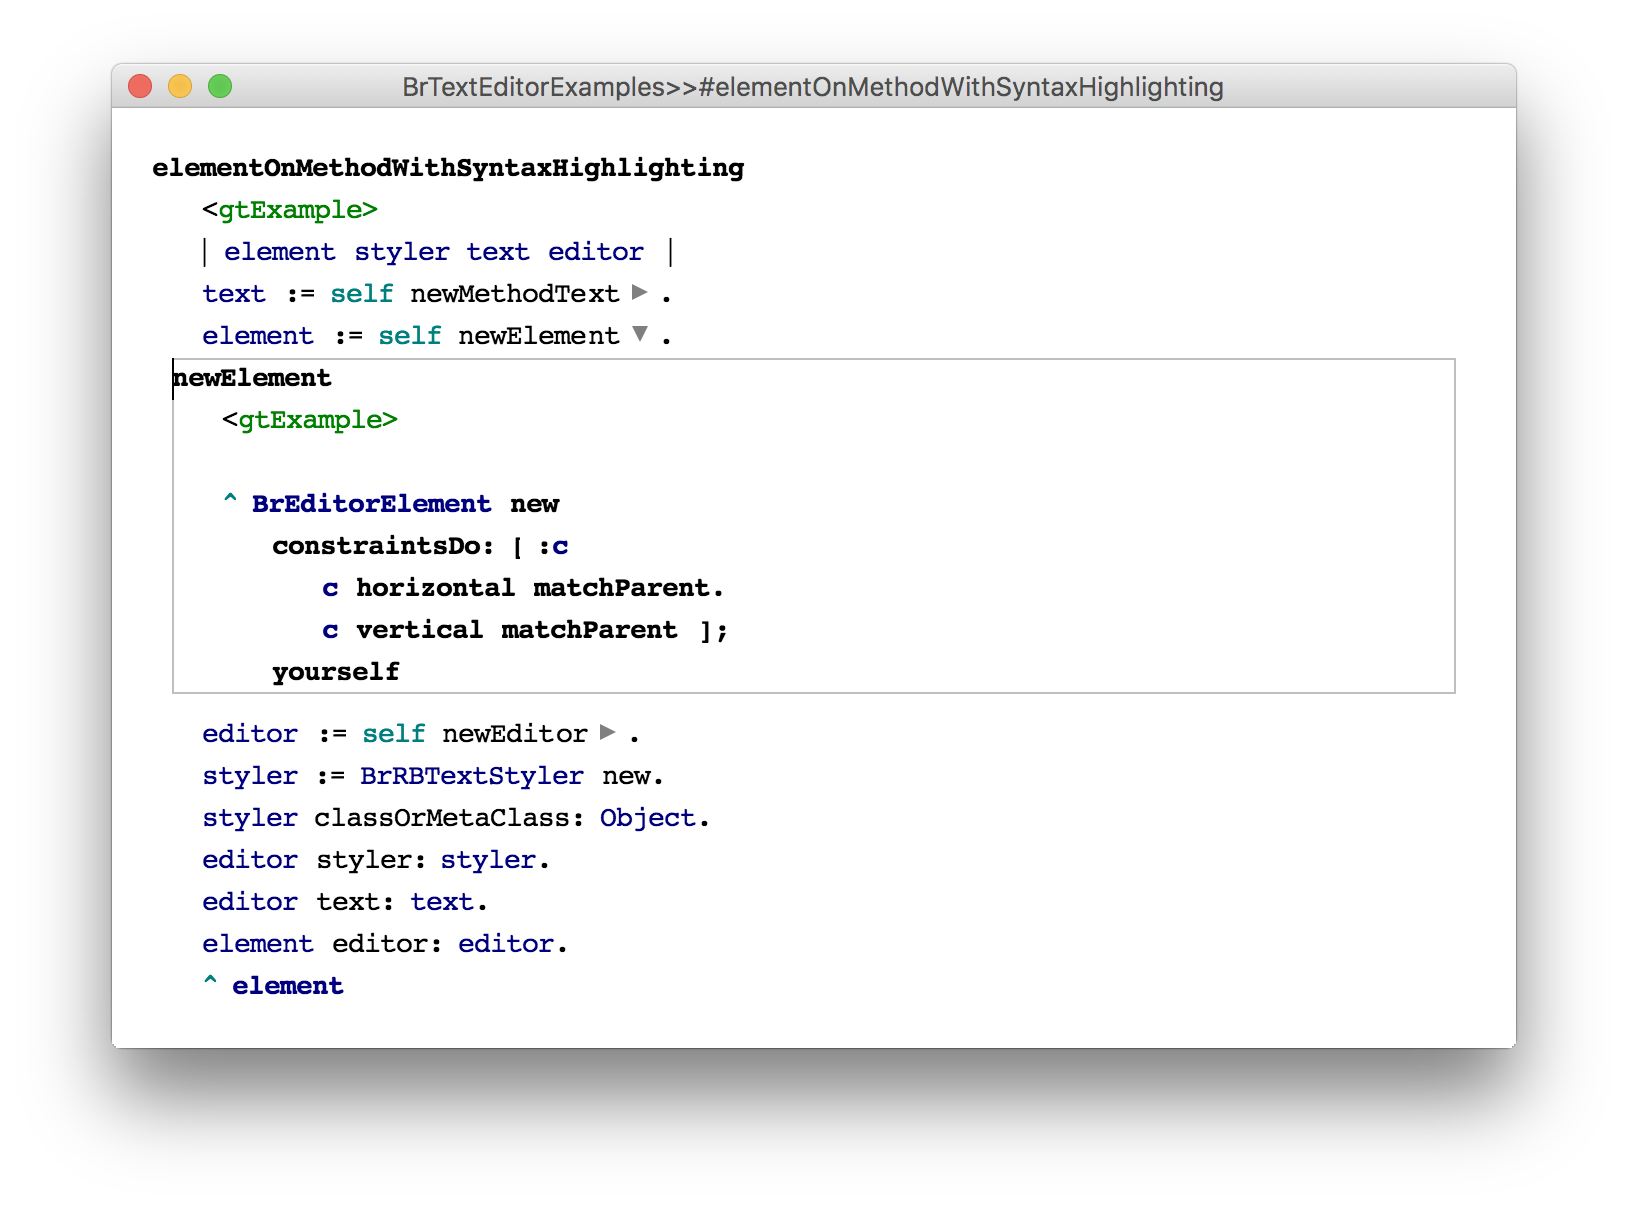 BrTextEditorExamples>>#elementOnMethodWithSyntaxHighlighting
elementOnMethodWithSyntaxHighlighting
<gtExample>
| element styler text editor |
text := self newMethodText ▶ .
element := self newElement ▼ .
newElement
<gtExample>
^ BrEditorElement new
constraintsDo: [ :c
c horizontal matchParent.
c vertical matchParent ];
yourself
editor := self newEditor ▶ .
styler := BrRBTextStyler new.
styler classOrMetaClass: Object.
editor styler: styler.
editor text: text.
element editor: editor.
^ element